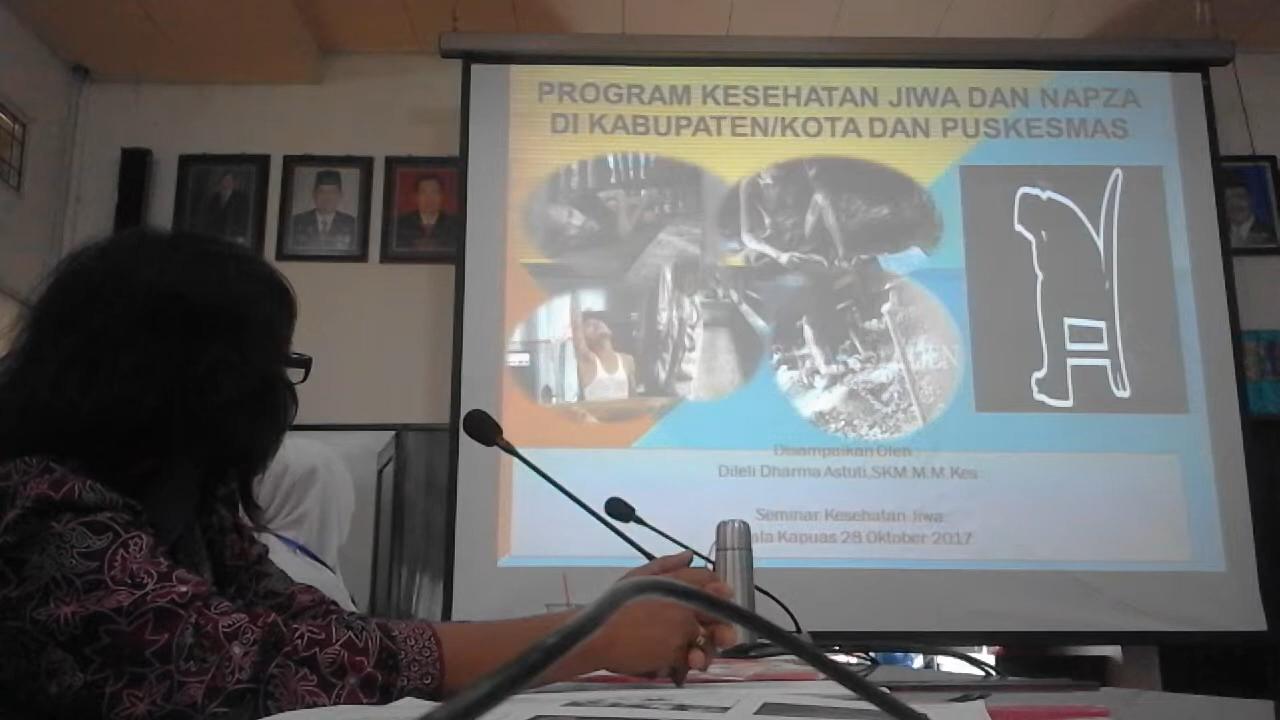 PROGRAM KESEHATAN JIWA DAN NAPZA
DI KABUPATEN/KOTA DAN PUSKESMAS
Disampaikan Oleh :
Dileli Dharma Astuti,SKM.M.M.Kes
Seminar Kesehatan Jiwa
ala Kapuas 28 Oktober 2017